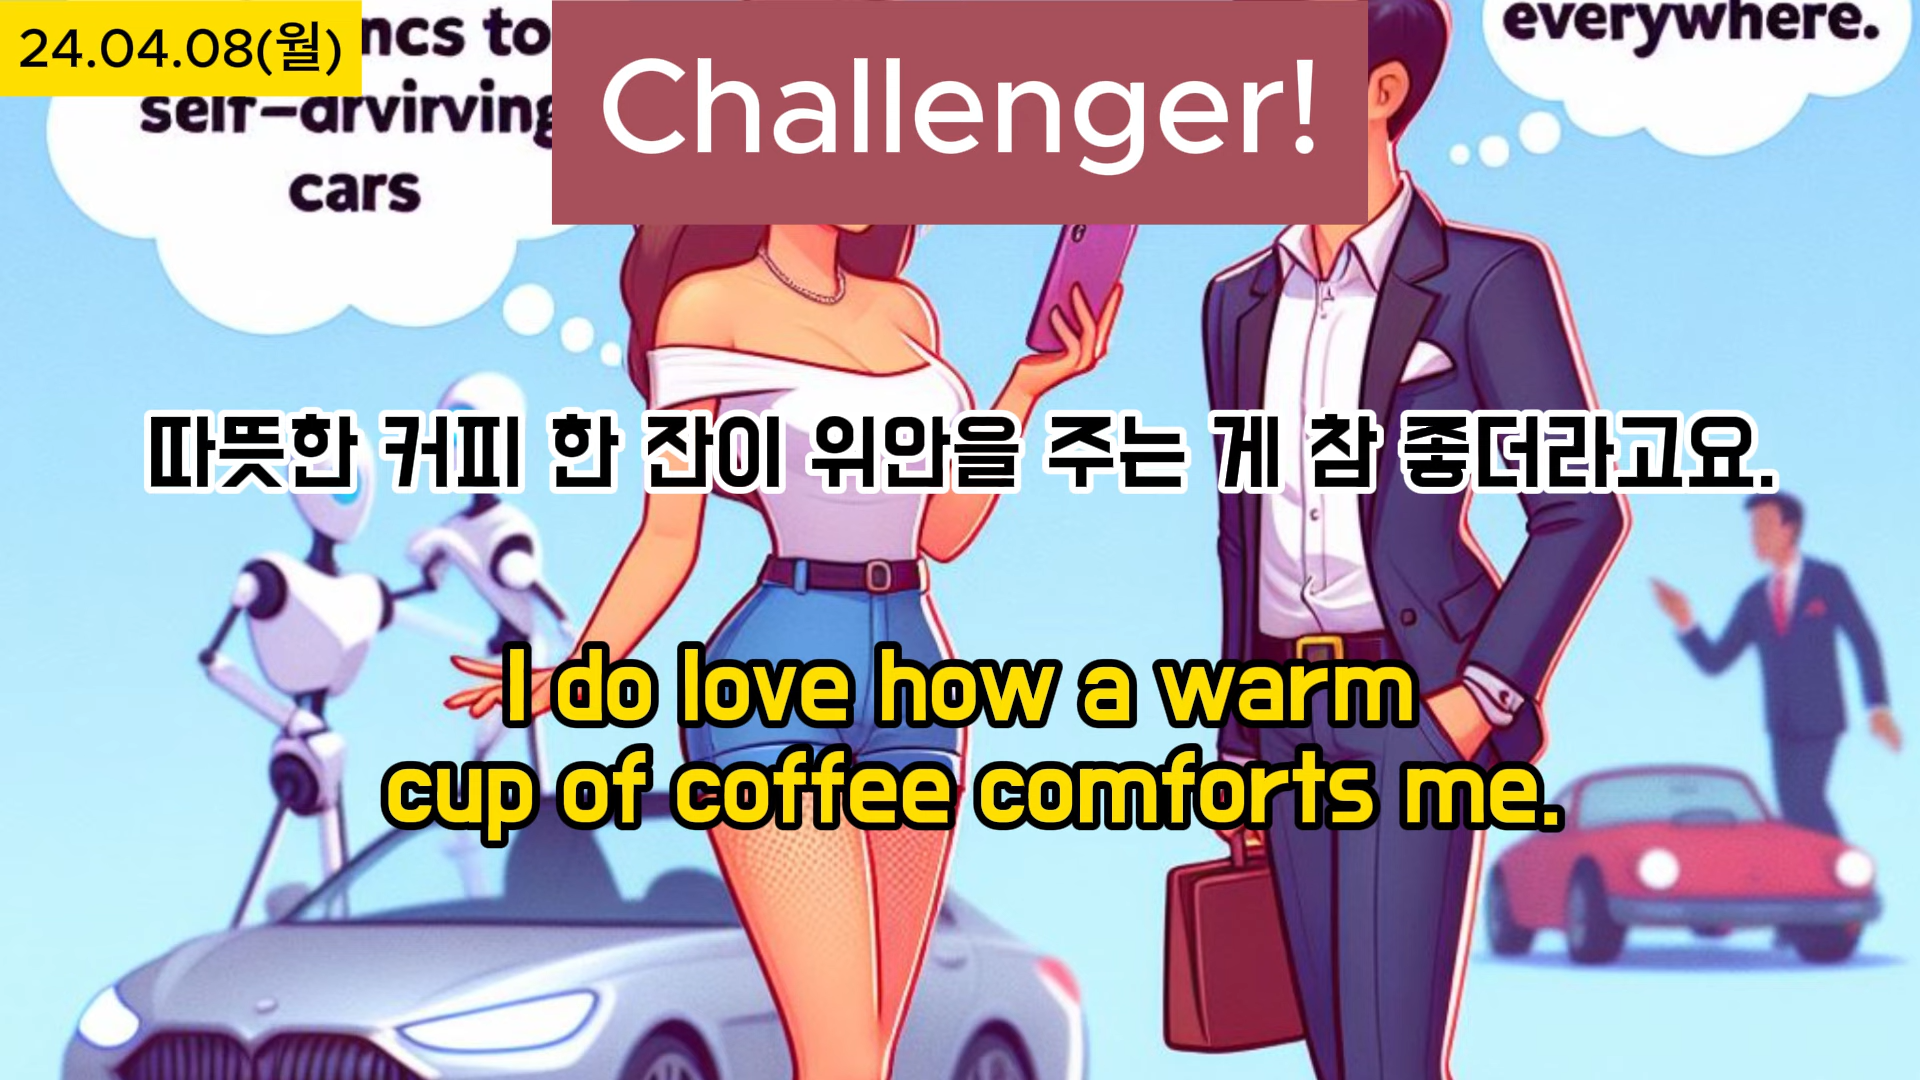 24.04.08(월)
ncs to
self-drvirving
cars
Challenger!
everywhere.
따뜻한 커피 한 잔이 위안을 주는 게 참 좋더라고요.
I do love how a warm
cup of coffee comforts me.